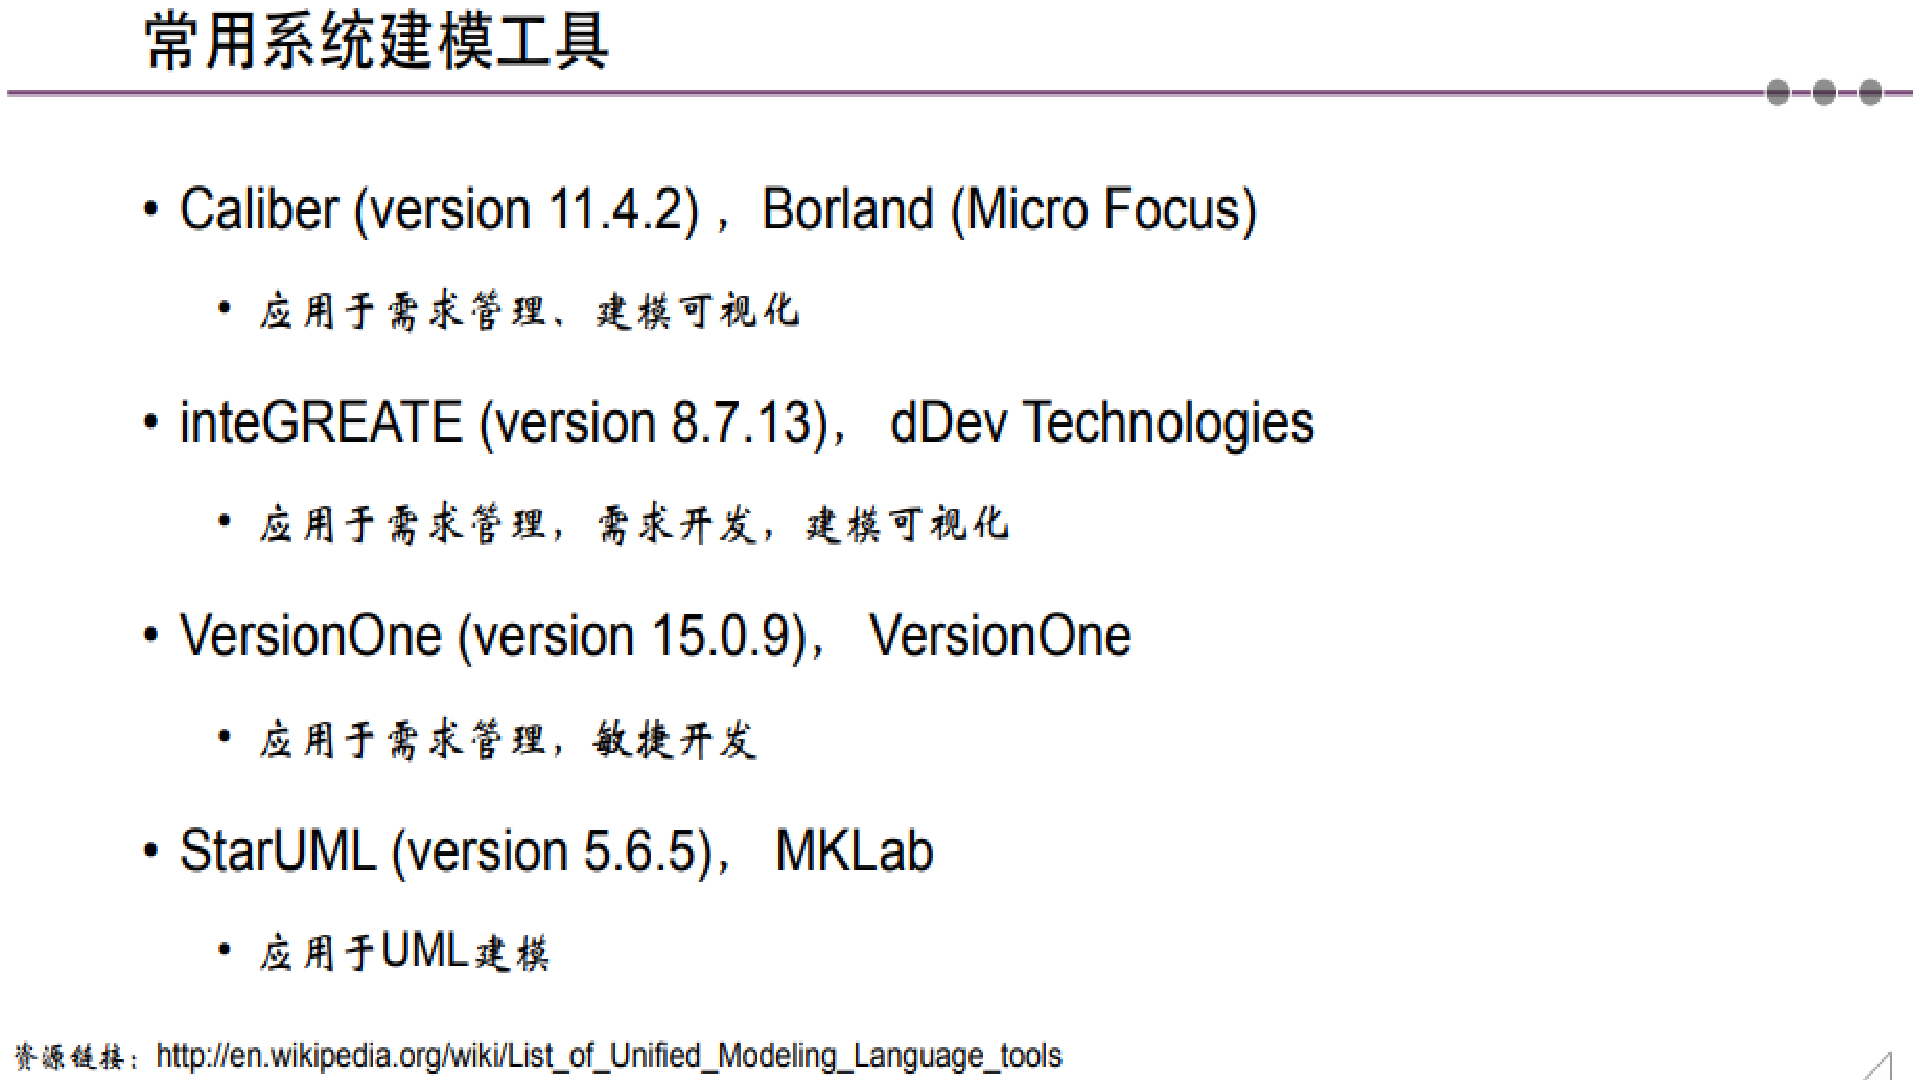 常用系统建模工具
• Caliber (version 11.4.2) ，Borland (Micro Focus)
• 应用于需求管理、建模可视化
• inteGREATE (version 8.7.13)， dDev Technologies
• 应用于需求管理，需求开发，建模可视化
• VersionOne (version 15.0.9)， VersionOne
• 应用于需求管理，敏捷开发
• StarUML (version 5.6.5)， MKLab
• 应用于UML建模
资源链接：http://en.wikipedia.org/wiki/List_of_Unified_Modeling_Language_tools